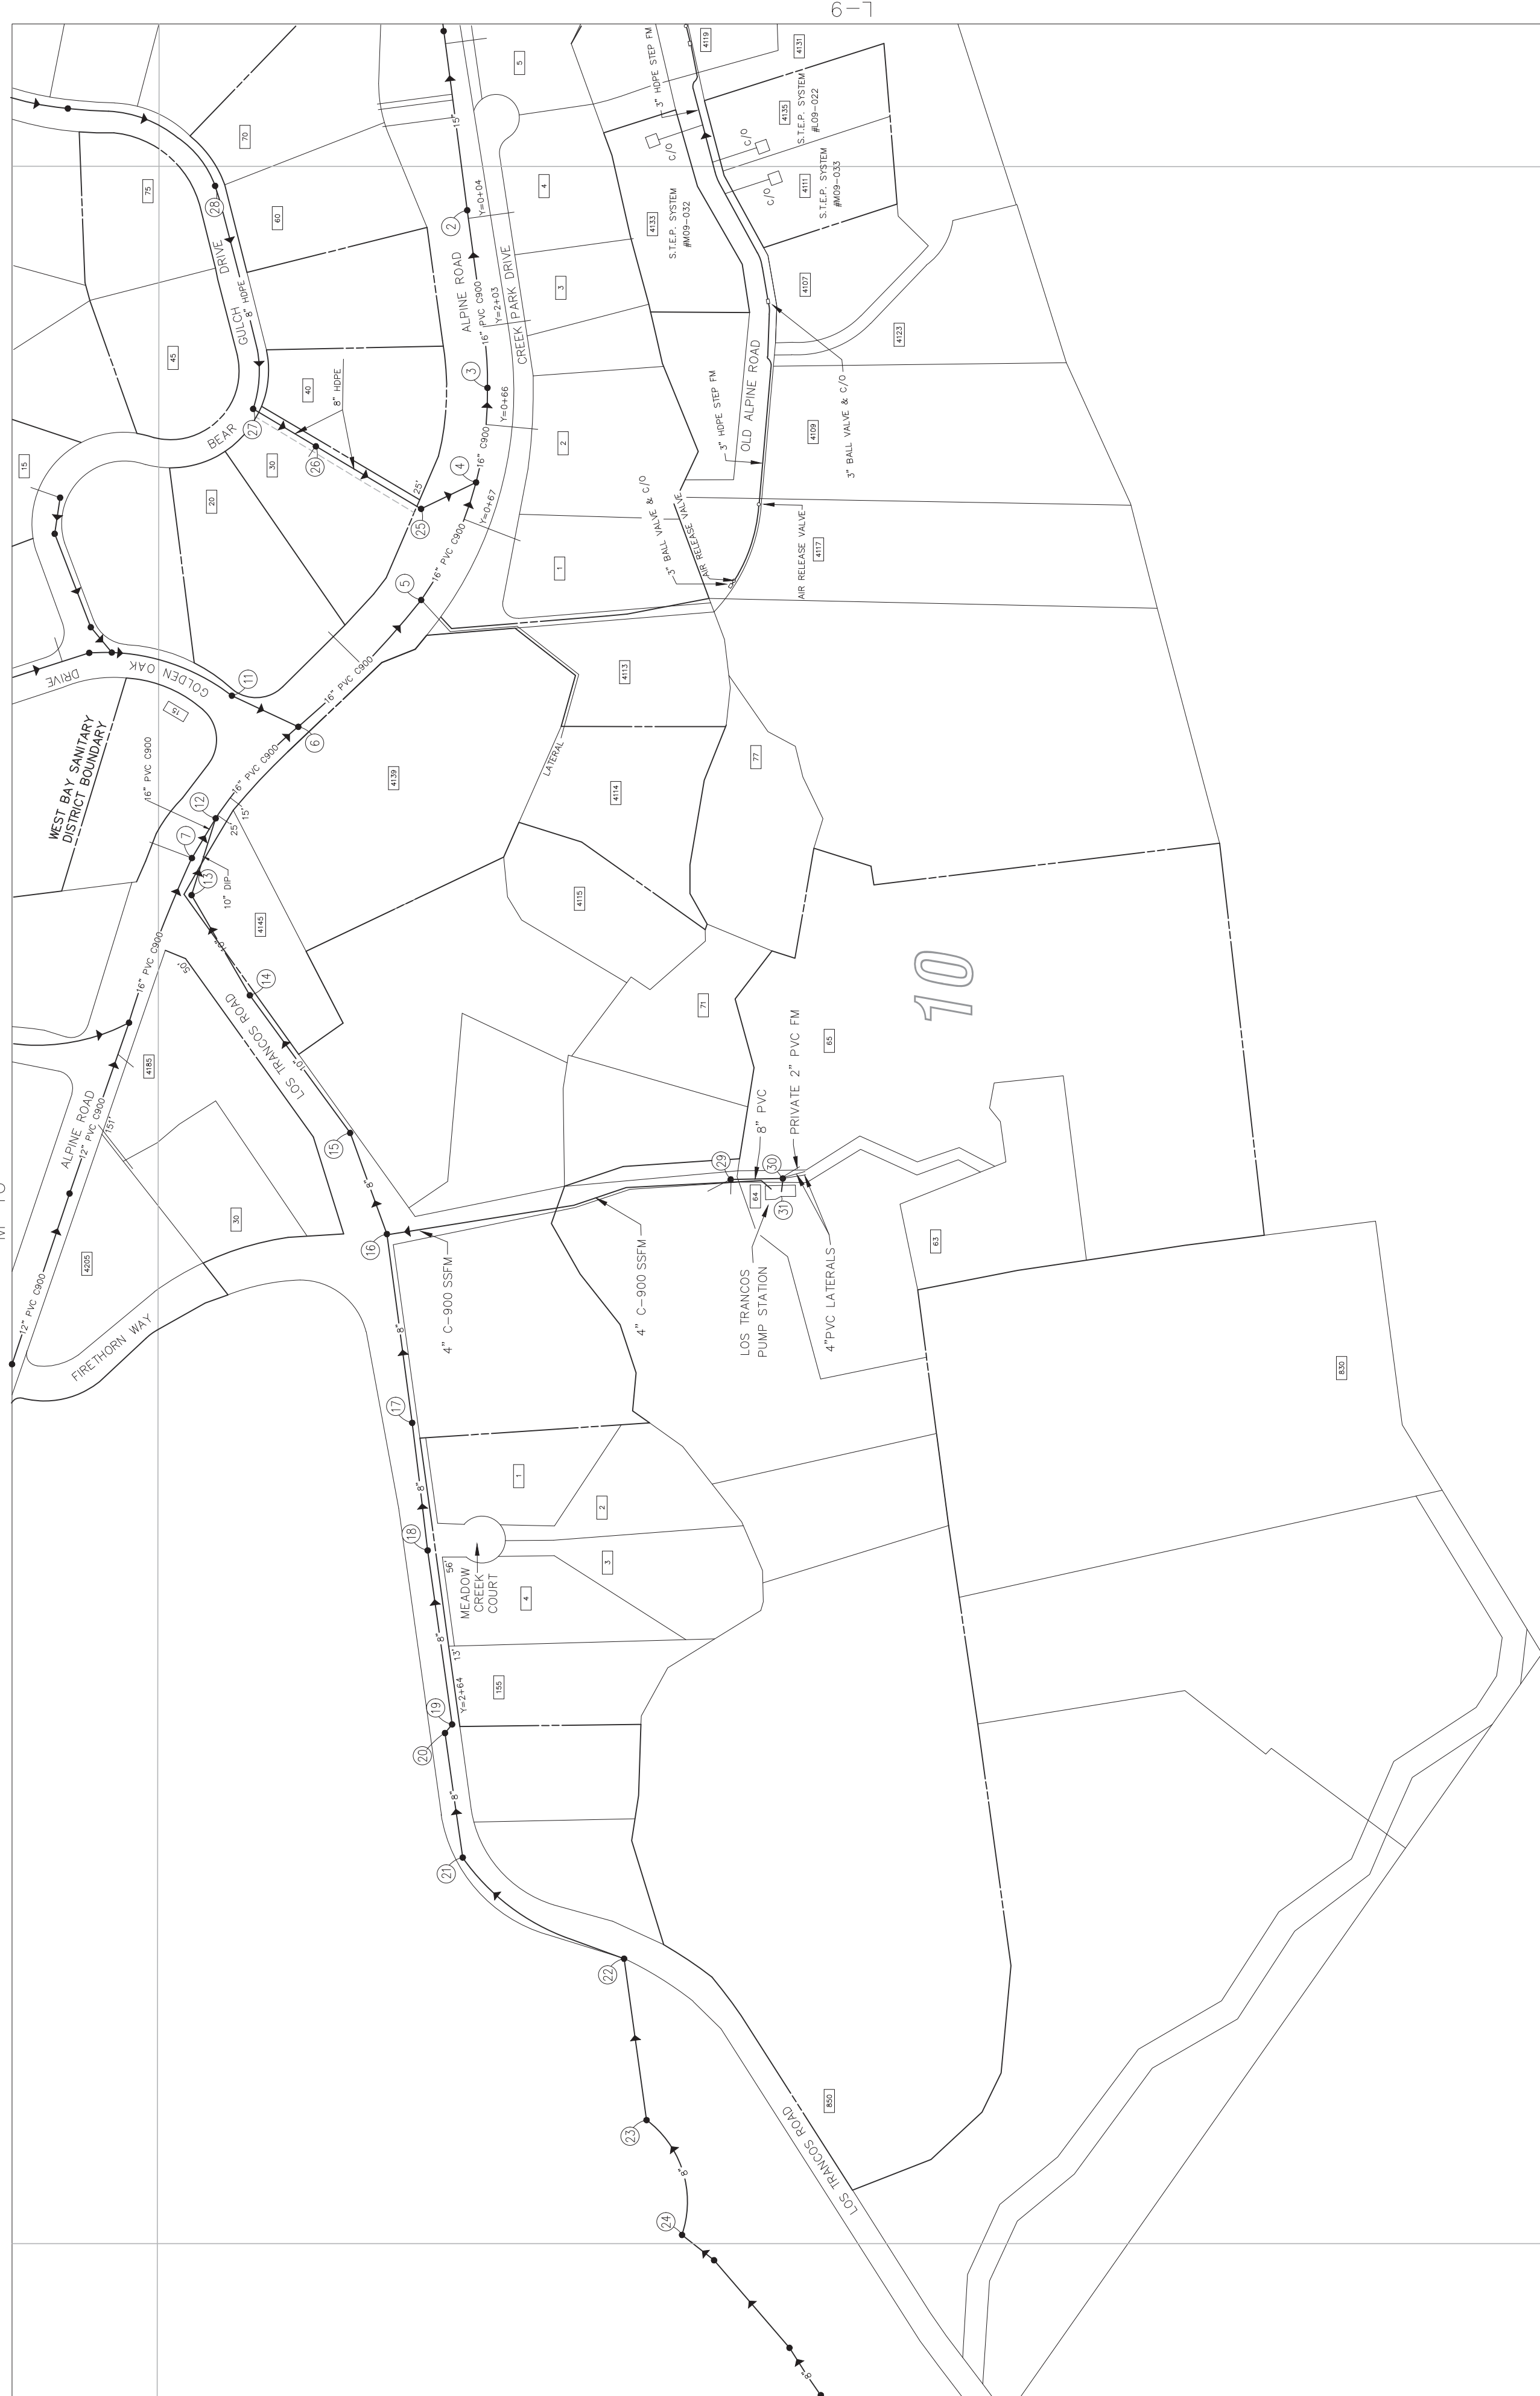 L-9
5
4119
4131
3" HDPE STEP FM
70
15"
4135
S.T.E.P. SYSTEM
#L09-022
C/O
C/O
75
28
60
2
Y=0+04
4
4133
S.T.E.P. SYSTEM
#M09-032
C/O
4111
S.T.E.P. SYSTEM
#M09-033
GULCH
DRIVE
8" HDPE
ALPINE ROAD
16" PVC C900
Y=2+03
CREEK PARK DRIVE
3
4107
4123
45
40
8" HDPE
3
Y=0+66
OLD ALPINE ROAD
3" HDPE STEP FM
3" BALL VALVE & C/O
4109
BEAR
27
26
30
15
20
25'
25
4
16" C900
Y=0+67
2
16" PVC C900
1
5
3" BALL VALVE & C/O
AIR RELEASE VALVE
AIR RELEASE VALVE
4117
DRIVE
GOLDEN OAK
11
16" PVC C900
6
15
WEST BAY SANITARY
DISTRICT BOUNDARY
16" PVC C900
16" PVC C900
12
7
25'
15'
13
10" DIP
4139
LATERAL
4113
4114
77
4115
4145
10"
14
50'
16" PVC C900
LOS TRANCOS ROAD
10"
15
10
71
65
4185
ALPINE ROAD
12" PVC C900
151'
30
4205
12" PVC C900
FIRETHORN WAY
8"
16
4" C-900 SSFM
4" C-900 SSFM
29
8" PVC
30
PRIVATE 2" PVC FM
31
64
LOS TRANCOS
PUMP STATION
4"PVC LATERALS
63
830
8"
17
8"
18
1
2
3
4
56'
MEADOW
CREEK
COURT
8"
13'
Y=2+64
155
19
20
8"
21
22
23
8"
24
850
LOS TRANCOS ROAD
8"